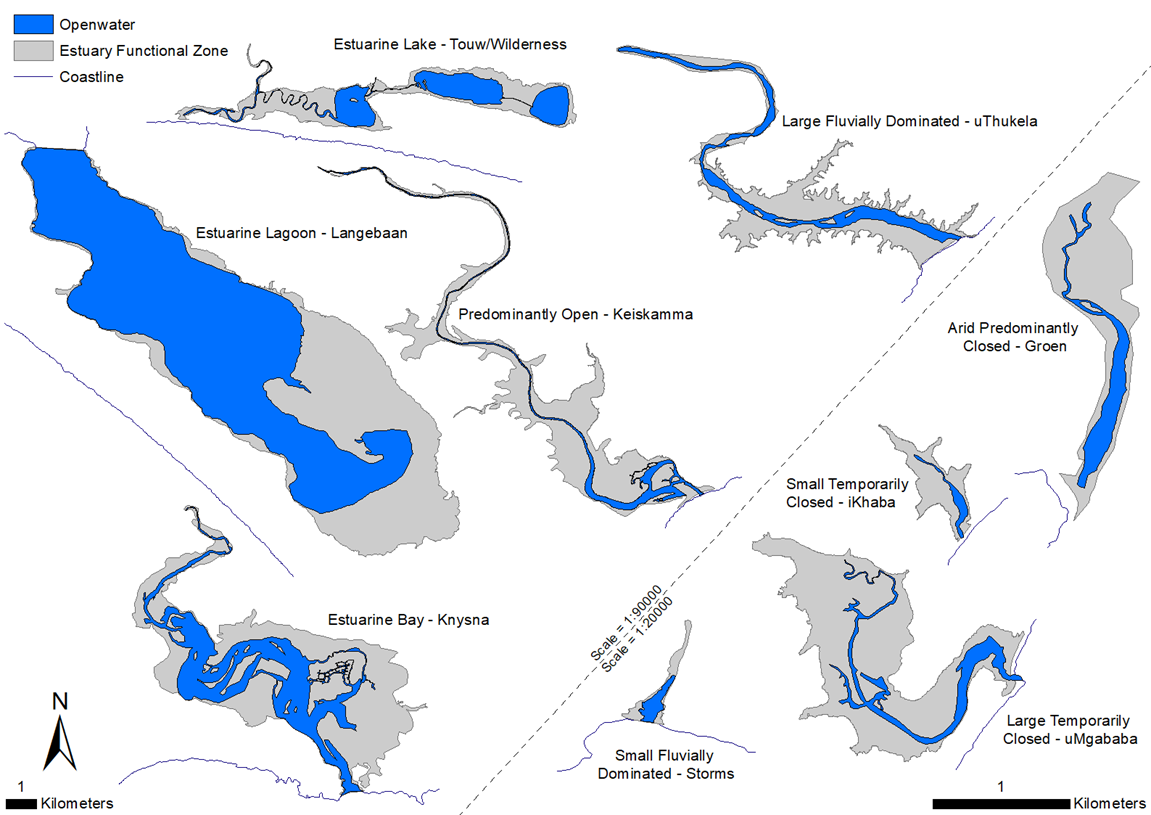 Openwater
Estuary Functional Zone
Coastline
Estuarine Lake - Touw/Wilderness
Large Fluvially Dominated - uThukela
Estuarine Lagoon - Langebaan
Predominantly Open - Keiskamma
Arid Predominantly
Closed - Groen
Small Temporarily
Closed - iKhaba
Estuarine Bay - Knysna
Scale = 1:90000
Scale = 1:20000
N
Small Fluvially
Dominated - Storms
Large Temporarily
Closed - uMgababa
1
Kilometers
1
Kilometers